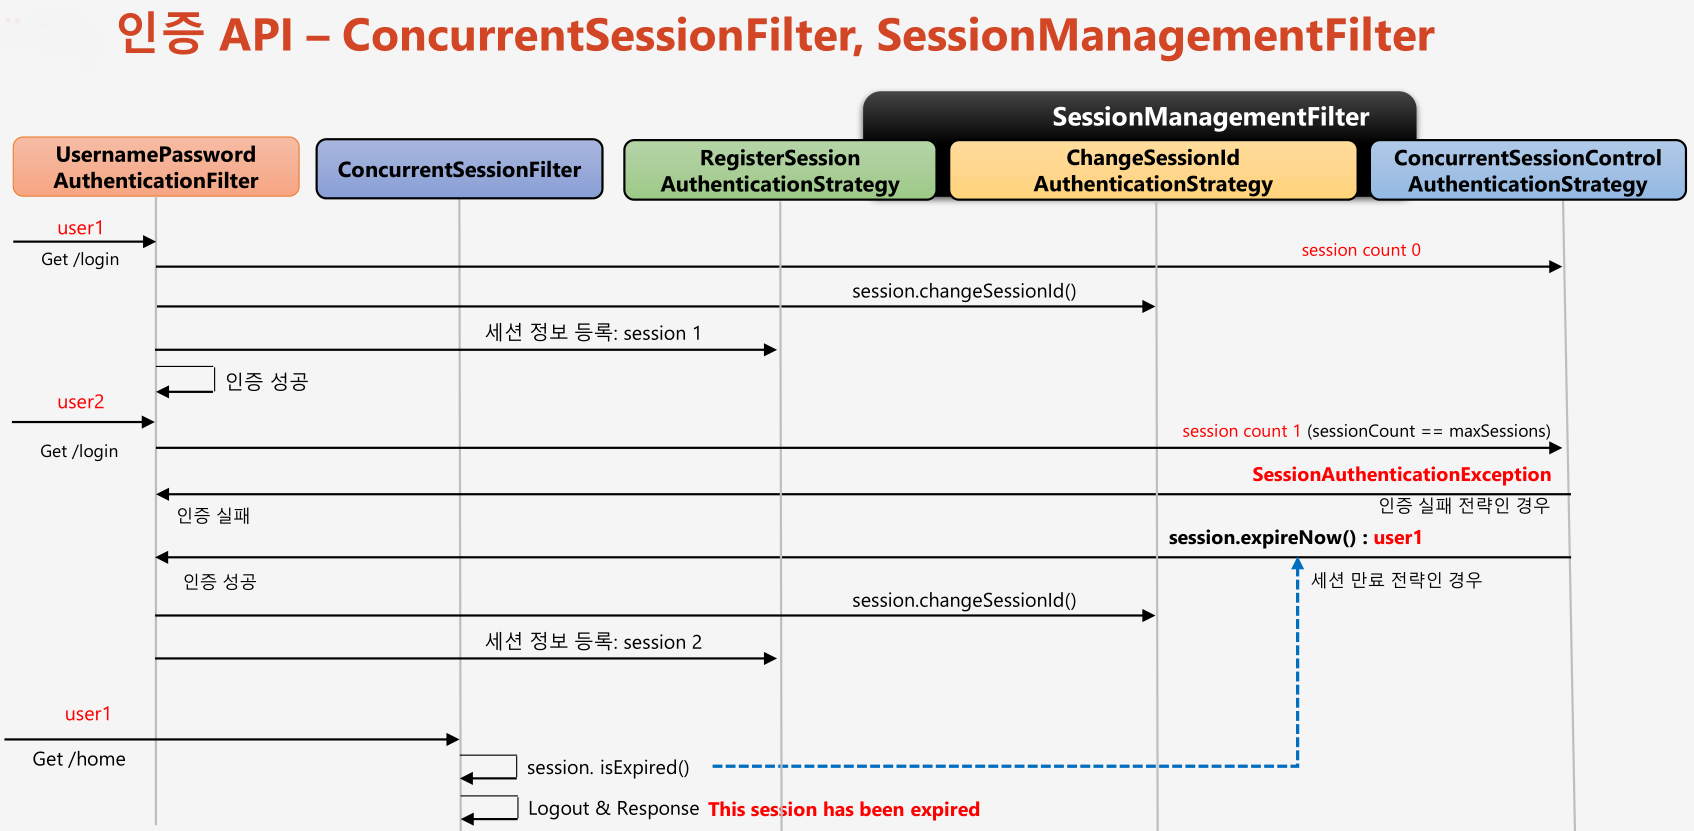 인증 API – ConcurrentSessionFilter, SessionManagementFilter
SessionManagementFilter
UsernamePassword
AuthenticationFilter
ConcurrentSessionFilter
RegisterSession
AuthenticationStrategy
ChangeSessionId
AuthenticationStrategy
ConcurrentSessionControl
AuthenticationStrategy
user1
Get /login
session count 0
session.changeSessionId()
세션 정보 등록: session 1
인증 성공
user2
Get /login
session count 1 (sessionCount == maxSessions)
SessionAuthenticationException
인증 실패 전략인 경우
인증 실패
session.expireNow() : user1
세션 만료 전략인 경우
인증 성공
session.changeSessionId()
세션 정보 등록: session 2
user1
Get /home
session. isExpired()
Logout & Response This session has been expired